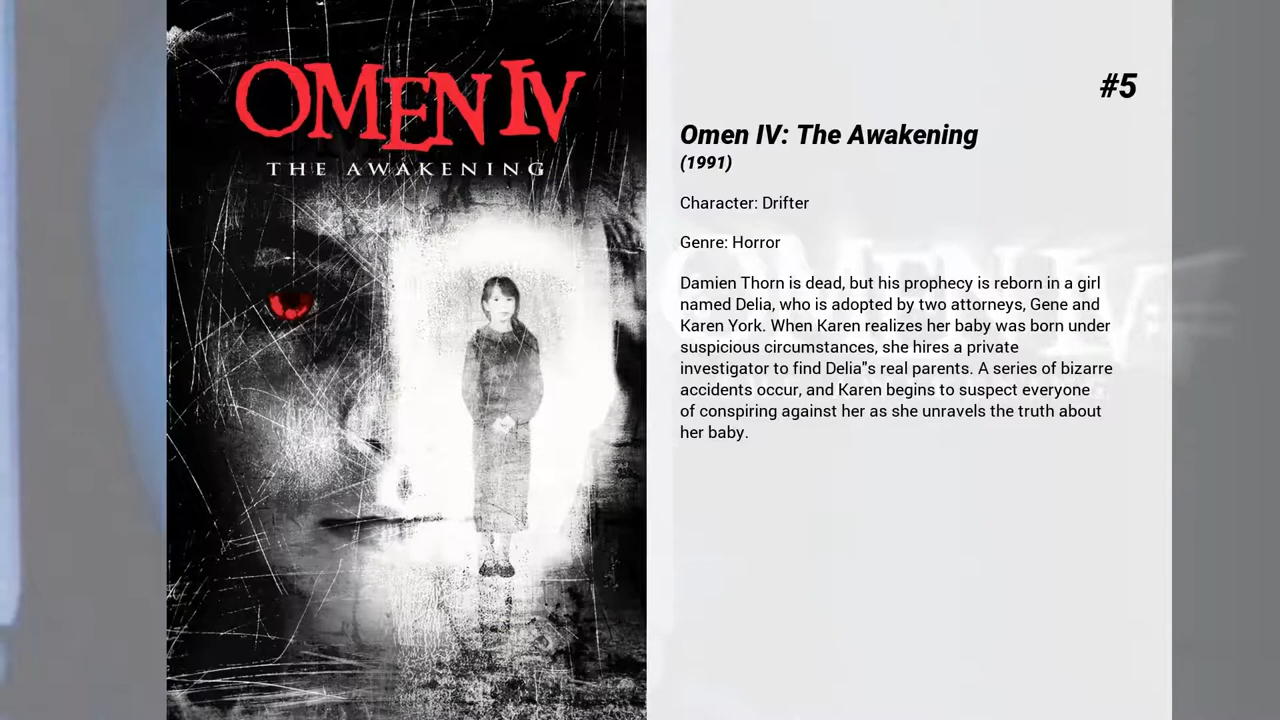 OMEN IV
THE AWAKENING
#5
Omen IV: The Awakening
(1991)
Character: Drifter
Genre: Horror
Damien Thorn is dead, but his prophecy is reborn in a girl
named Delia, who is adopted by two attorneys, Gene and
Karen York. When Karen realizes her baby was born under
suspicious circumstances, she hires a private
investigator to find Delia"s real parents. A series of bizarre
accidents occur, and Karen begins to suspect everyone
of conspiring against her as she unravels the truth about
her baby.
OMEN IV